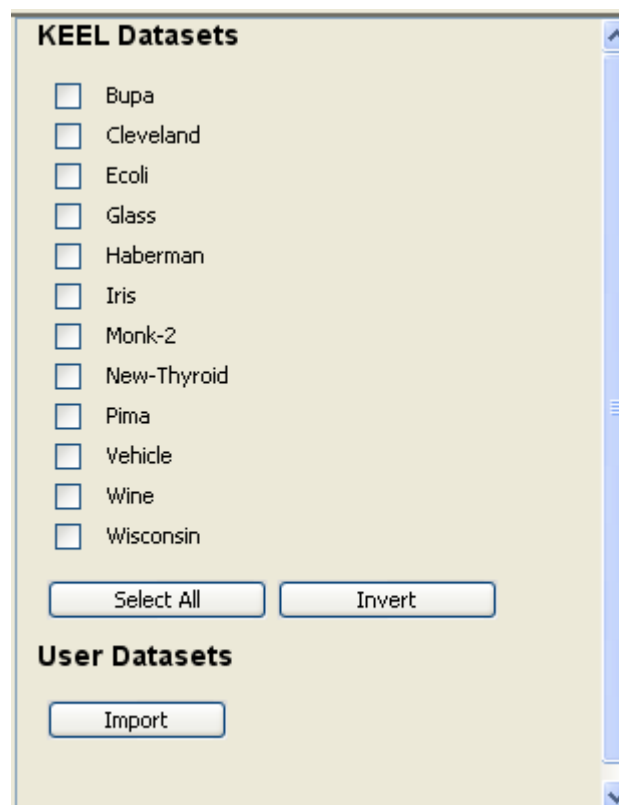 KEEL Datasets
Bupa
Cleveland
Ecoli
Glass
Haberman
Iris
Monk-2
New-Thyroid
Pima
Vehicle
Wine
Wisconsin
Select All Invert
User Datasets
Import